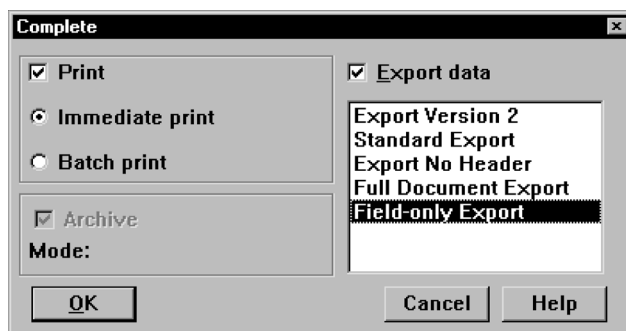 Complete
Print
Immediate print
Batch print
Archive
Mode:
Export data
Export Version 2
Standard Export
Export No Header
Full Document Export
Field-only Export
OK
Cancel
Help